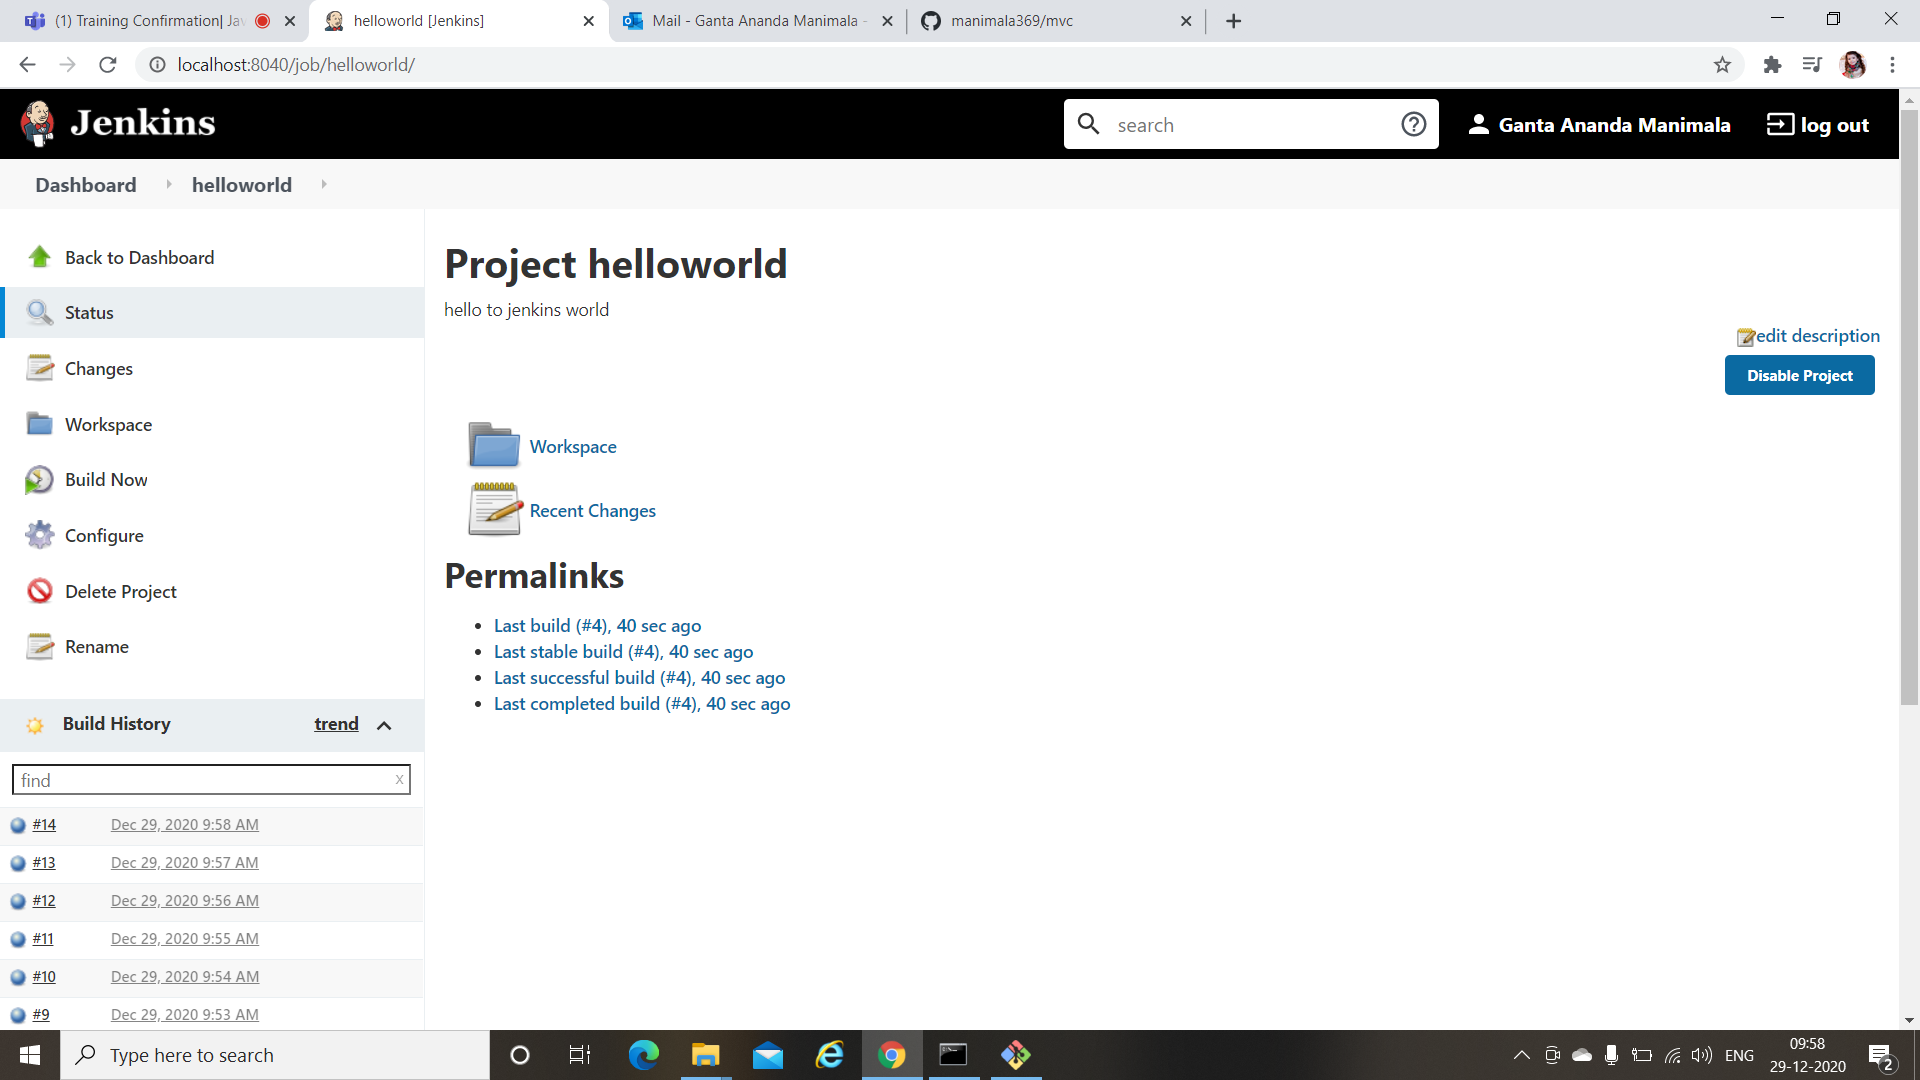 (1) Training Confirmation| Jav
helloworld [Jenkins]
Mail - Ganta Ananda Manimala -
manimala369/mvc
localhost:8040/job/helloworld/
Jenkins
search
Ganta Ananda Manimala
log out
Dashboard
helloworld
Back to Dashboard
Status
Changes
Workspace
Build Now
Configure
Delete Project
Rename
Build History
trend
find
x
#14 Dec 29, 2020 9:58 AM
#13 Dec 29, 2020 9:57 AM
#12 Dec 29, 2020 9:56 AM
#11 Dec 29, 2020 9:55 AM
#10 Dec 29, 2020 9:54 AM
#9 Dec 29, 2020 9:53 AM
Project helloworld
hello to jenkins world
edit description
Disable Project
Workspace
Recent Changes
Permalinks
Last build (#4), 40 sec ago
Last stable build (#4), 40 sec ago
Last successful build (#4), 40 sec ago
Last completed build (#4), 40 sec ago
Type here to search
ENG
09:58
29-12-2020
2